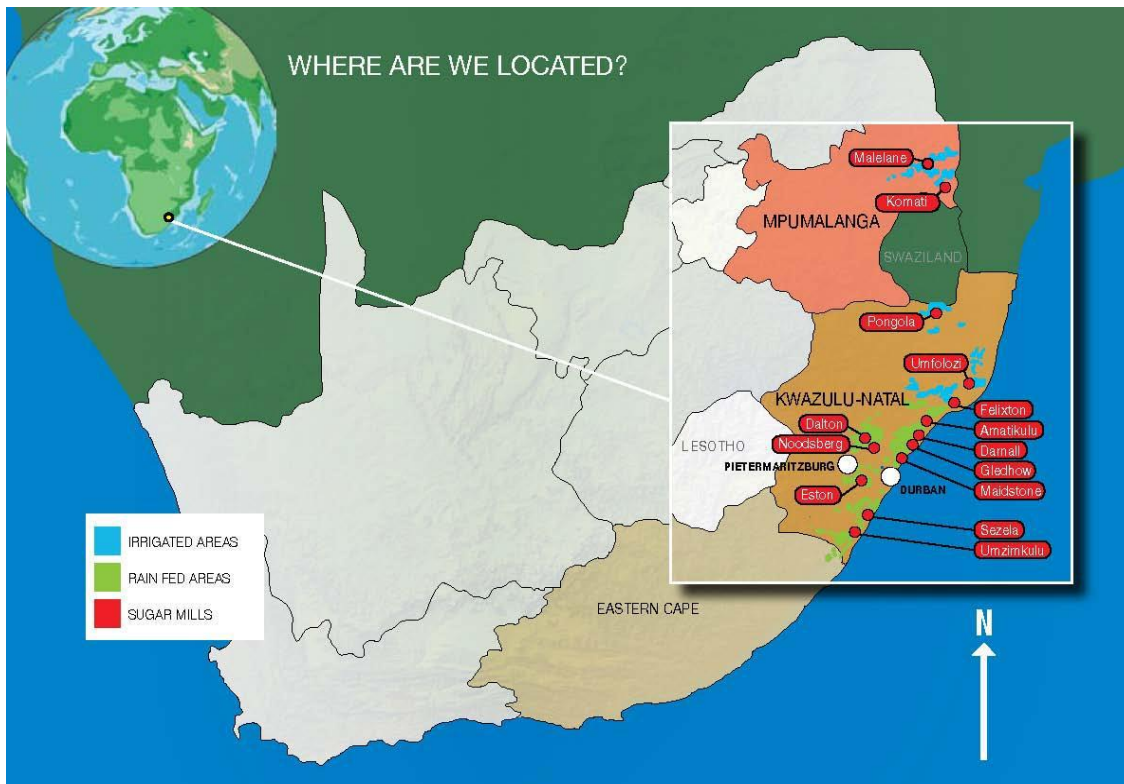 WHERE ARE WE LOCATED?
Malelane
Komati
MPUMALANGA
SWAZILAND
Pongola
Umfolozi
KWAZULU-NATAL
Felixton
Amatikulu
Dalton
Darnall
Noodsberg
LESOTHO
Gledhow
PIETERMARITZBURG
Maidstone
Eston
DURBAN
Sezela
Umzimkulu
IRRIGATED AREAS
RAIN FED AREAS
SUGAR MILLS
EASTERN CAPE
N